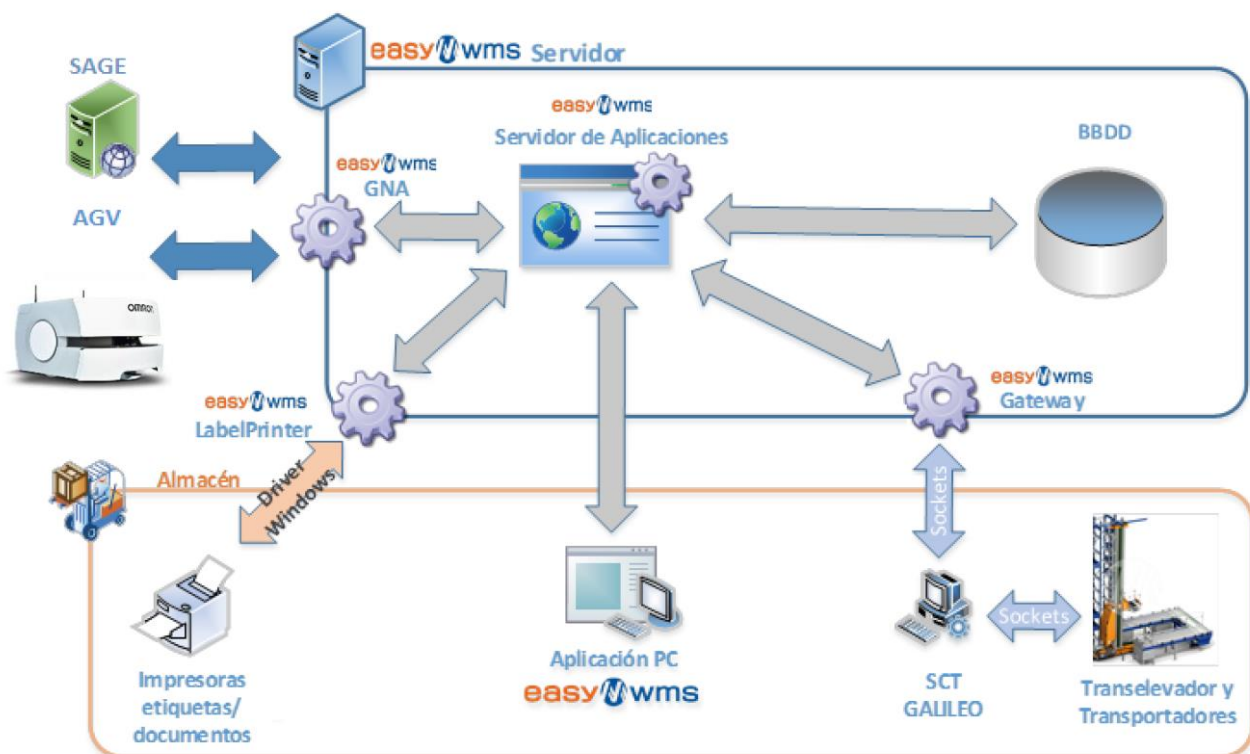 easy wms Servidor
SAGE
easy wms
Servidor de Aplicaciones
BBDD
easy wms
GNA
AGV
OMRON
easy wms
LabelPrinter
easy wms
Gateway
Almacén
Driver
Windows
Sockets
Sockets
Impresoras
etiquetas/
documentos
Aplicación PC
easy wms
SCT
GALILEO
Transelevador y
Transportadores